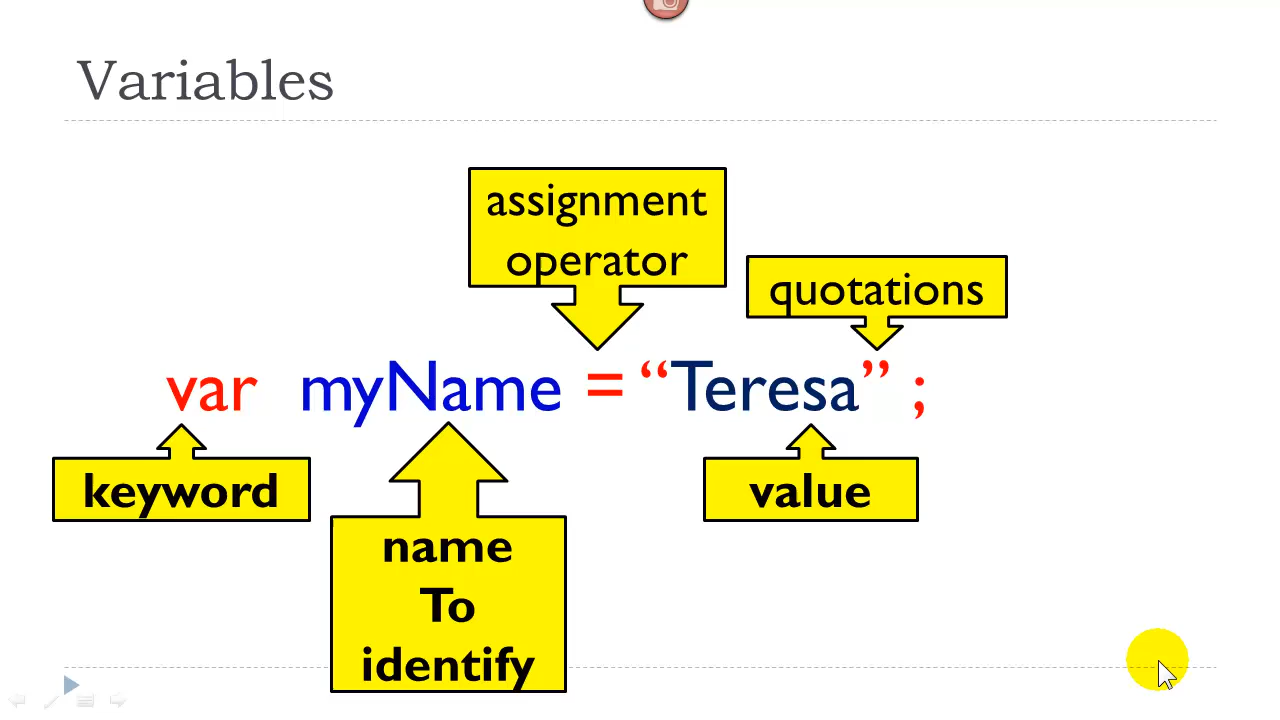 Variables
assignment
operator
quotations
var myName = “Teresa” ;
keyword
value
name
To
identify